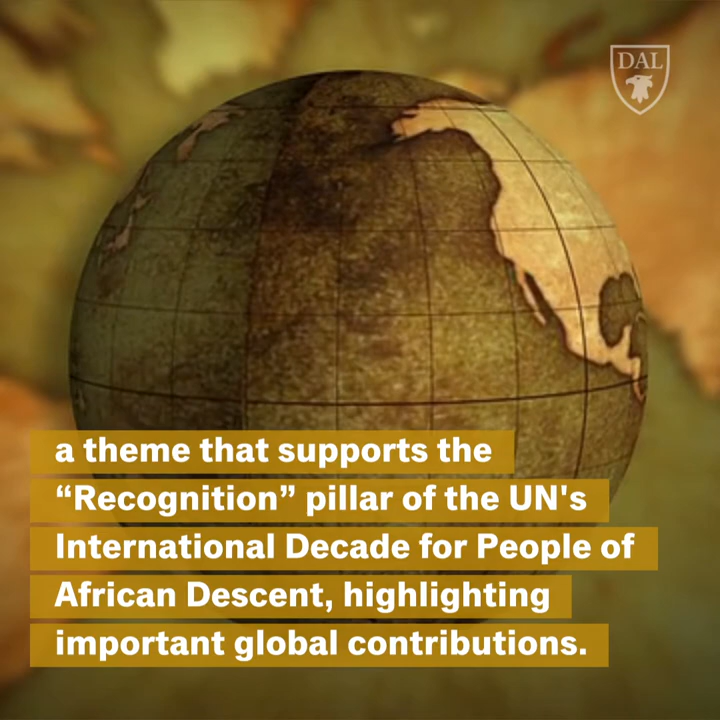 DAL
a theme that supports the
“Recognition” pillar of the UN's
International Decade for People of
African Descent, highlighting
important global contributions.